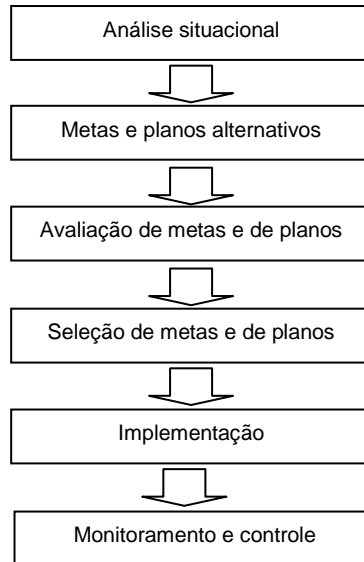 Análise situacional
Metas e planos alternativos
Avaliação de metas e de planos
Seleção de metas e de planos
Implementação
Monitoramento e controle